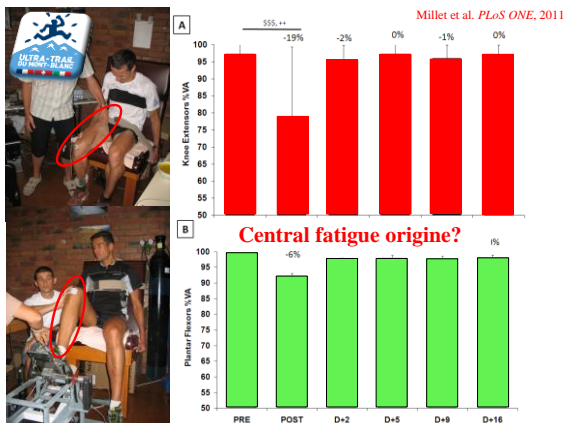 ULTRA-TRAIL
DU MONT-BLANC
A
$$$, ++
-19%
-2%
0%
-1%
0%
Millet et al. PLoS ONE, 2011
Knee Extensors %VA
100
95
90
85
80
75
70
65
60
55
50
B
Central fatigue origine?
-6%
Plantar Flexors %VA
100
95
90
85
80
75
70
65
60
55
50
PRE
POST
D+2
D+5
D+9
D+16